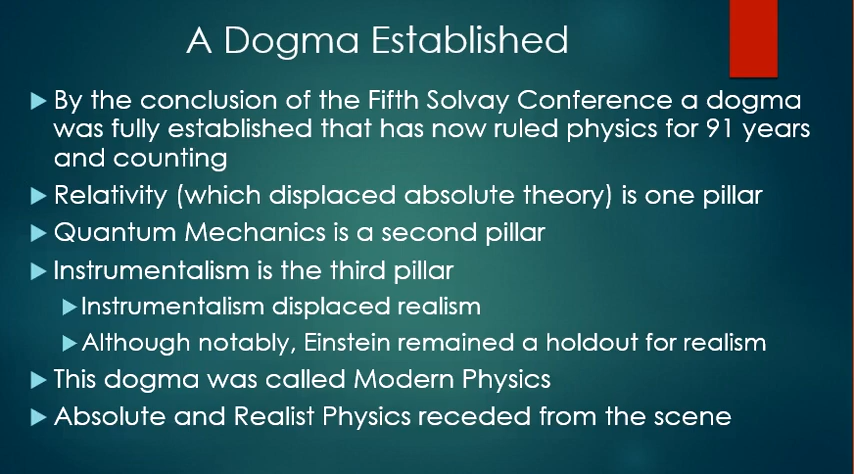 A Dogma Established
By the conclusion of the Fifth Solvay Conference a dogma
was fully established that has now ruled physics for 91 years
and counting
Relativity (which displaced absolute theory) is one pillar
Quantum Mechanics is a second pillar
Instrumentalism is the third pillar
Instrumentalism displaced realism
Although notably, Einstein remained a holdout for realism
This dogma was called Modern Physics
Absolute and Realist Physics receded from the scene